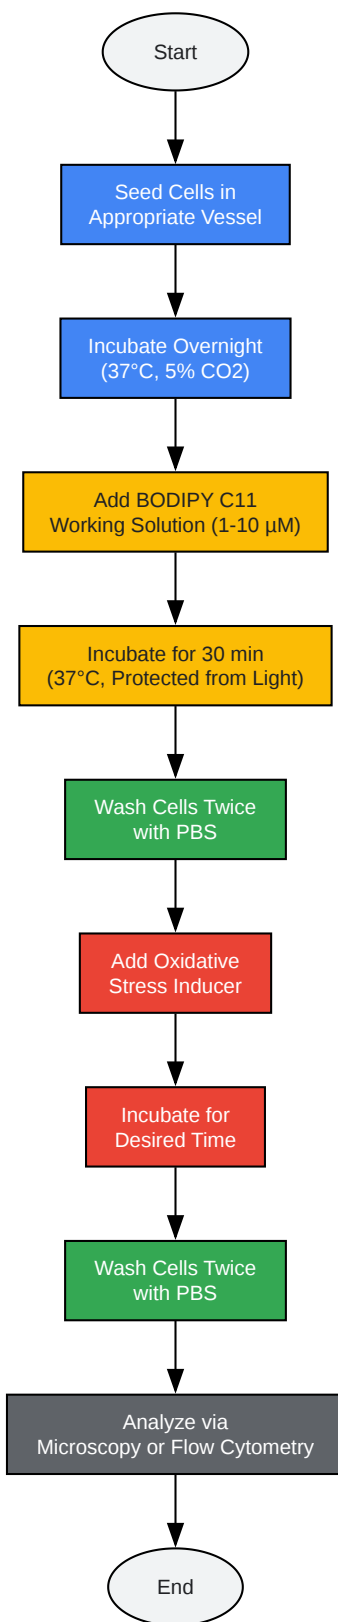 Start
Seed Cells in
Appropriate Vessel
Incubate Overnight
(37°C, 5% CO2)
Add BODIPY C11
Working Solution (1-10 µM)
Incubate for 30 min
(37°C, Protected from Light)
Wash Cells Twice
with PBS
Add Oxidative
Stress Inducer
Incubate for
Desired Time
Wash Cells Twice
with PBS
Analyze via
Microscopy or Flow Cytometry
End